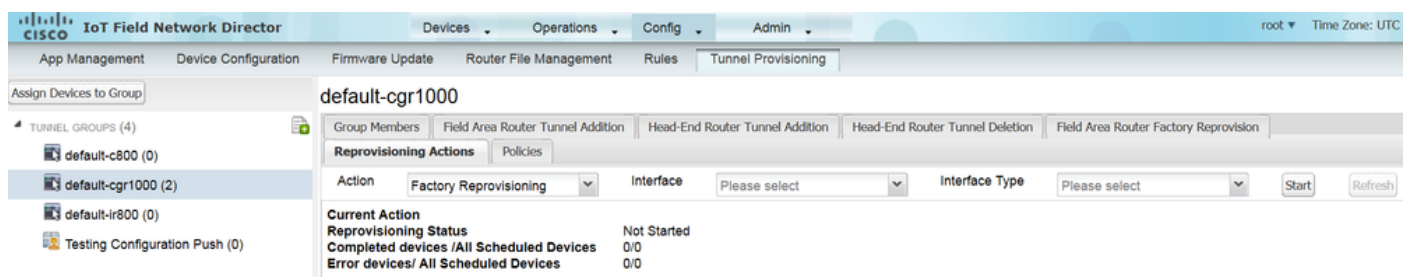 CISCO IoT Field Network Director Devices Operations Config Admin root Time Zone: UTC
App Management Device Configuration Firmware Update Router File Management Rules Tunnel Provisioning
Assign Devices to Group
default-cgr1000
TUNNEL GROUPS (4)
default-c800 (0)
default-cgr1000 (2)
default-ir800 (0)
Testing Configuration Push (0)
Group Members Field Area Router Tunnel Addition Head-End Router Tunnel Addition Head-End Router Tunnel Deletion Field Area Router Factory Reprovision
Reprovisioning Actions Policies
Action Factory Reprovisioning Interface Please select Interface Type Please select Start Refresh
Current Action
Reprovisioning Status Not Started
Completed devices /All Scheduled Devices 0/0
Error devices/ All Scheduled Devices 0/0